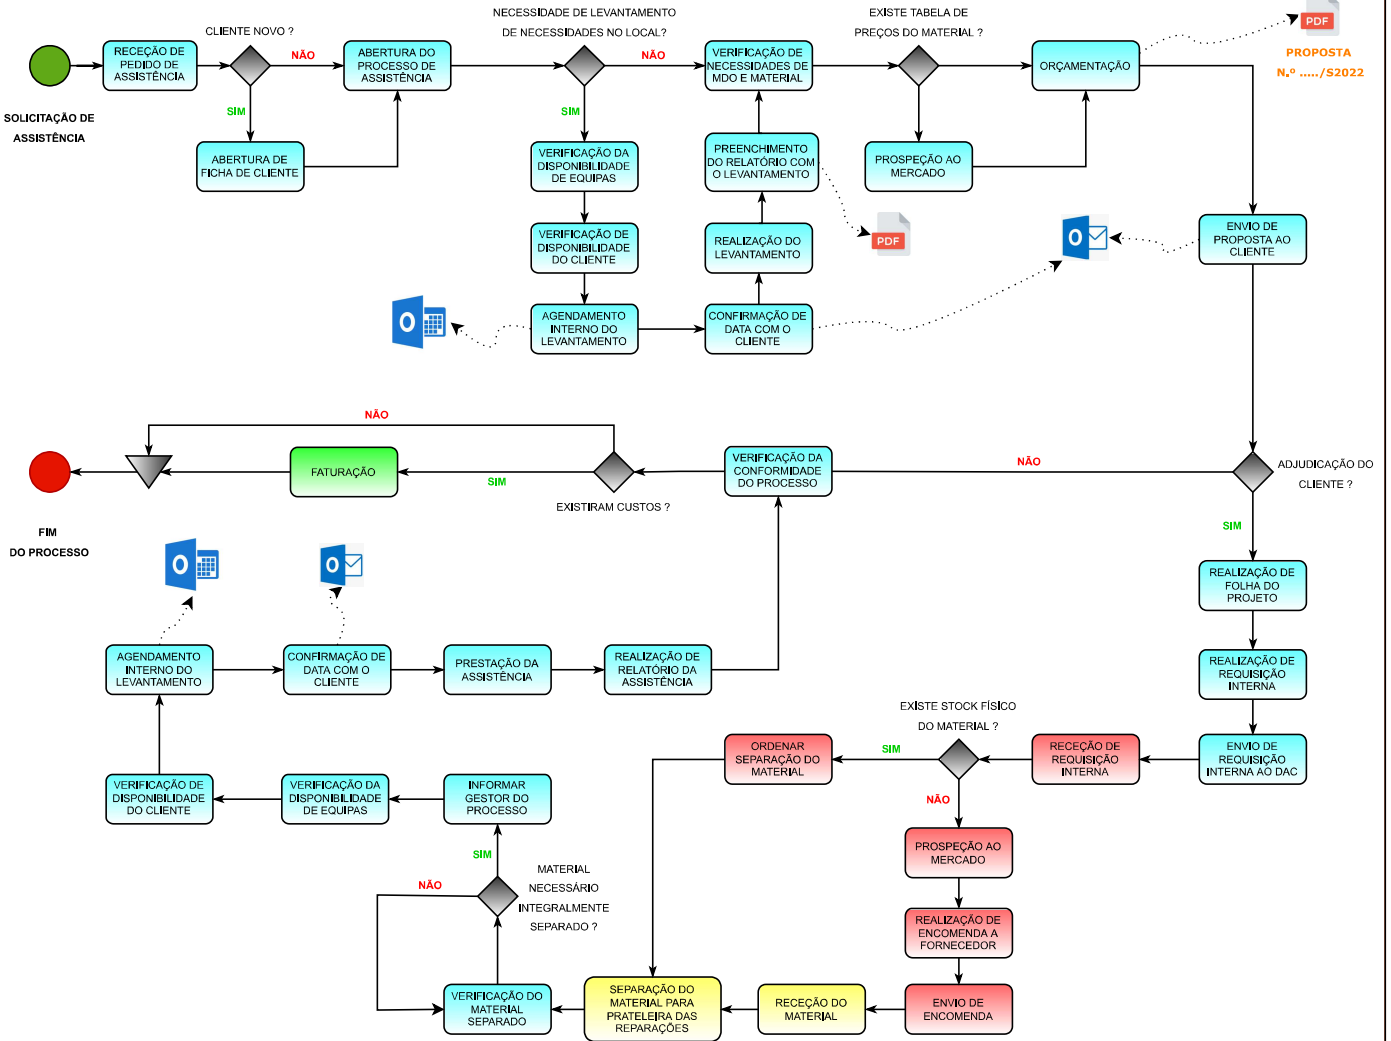 CLIENTE NOVO ?
NECESSIDADE DE LEVANTAMENTO
DE NECESSIDADES NO LOCAL?
EXISTE TABELA DE
PREÇOS DO MATERIAL ?
PDF
PROPOSTA
N.º ...../S2022
SOLICITAÇÃO DE
ASSISTÊNCIA
RECEÇÃO DE
PEDIDO DE
ASSISTÊNCIA
NÃO
SIM
ABERTURA DE
FICHA DE CLIENTE
ABERTURA DO
PROCESSO DE
ASSISTÊNCIA
NÃO
SIM
VERIFICAÇÃO DE
NECESSIDADES DE
MDO E MATERIAL
ORÇAMENTAÇÃO
VERIFICAÇÃO DA
DISPONIBILIDADE
DE EQUIPAS
PREENCHIMENTO
DO RELATÓRIO COM
O LEVANTAMENTO
PROSPEÇÃO AO
MERCADO
PDF
VERIFICAÇÃO DE
DISPONIBILIDADE
DO CLIENTE
REALIZAÇÃO DO
LEVANTAMENTO
O
ENVIO DE
PROPOSTA AO
CLIENTE
O
AGENDAMENTO
INTERNO DO
LEVANTAMENTO
CONFIRMAÇÃO DE
DATA COM O
CLIENTE
NÃO
FATURAÇÃO
SIM
EXISTIRAM CUSTOS ?
VERIFICAÇÃO DA
CONFORMIDADE
DO PROCESSO
NÃO
ADJUDICAÇÃO DO
CLIENTE ?
SIM
FIM
DO PROCESSO
O
O
REALIZAÇÃO DE
FOLHA DO
PROJETO
AGENDAMENTO
INTERNO DO
LEVANTAMENTO
CONFIRMAÇÃO DE
DATA COM O
CLIENTE
PRESTAÇÃO DA
ASSISTÊNCIA
REALIZAÇÃO DE
RELATÓRIO DA
ASSISTÊNCIA
REALIZAÇÃO DE
REQUISIÇÃO
INTERNA
EXISTE STOCK FÍSICO
DO MATERIAL ?
ORDENAR
SEPARAÇÃO DO
MATERIAL
SIM
NÃO
RECEÇÃO DE
REQUISIÇÃO
INTERNA
ENVIO DE
REQUISIÇÃO
INTERNA AO DAC
VERIFICAÇÃO DE
DISPONIBILIDADE
DO CLIENTE
VERIFICAÇÃO DA
DISPONIBILIDADE
DE EQUIPAS
INFORMAR
GESTOR DO
PROCESSO
SIM
NÃO
MATERIAL
NECESSÁRIO
INTEGRALMENTE
SEPARADO ?
PROSPEÇÃO AO
MERCADO
REALIZAÇÃO DE
ENCOMENDA A
FORNECEDOR
VERIFICAÇÃO DO
MATERIAL
SEPARADO
SEPARAÇÃO DO
MATERIAL PARA
PRATELEIRA DAS
REPARAÇÕES
RECEÇÃO DO
MATERIAL
ENVIO DE
ENCOMENDA